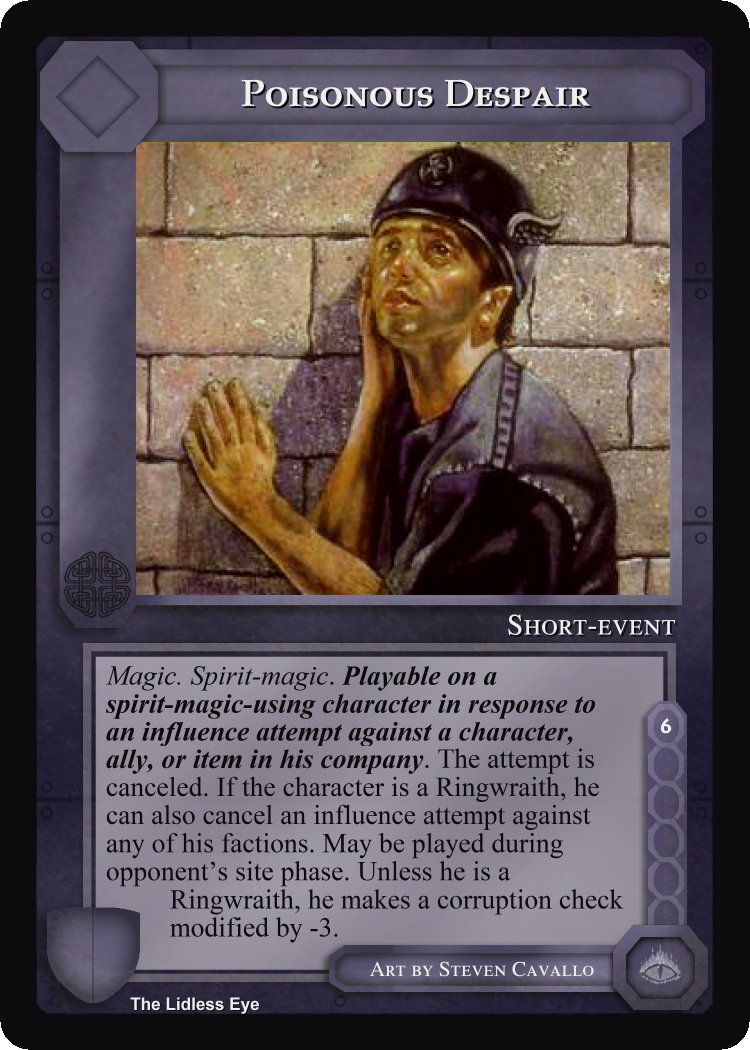 Poisonous Despair
Short-event
Magic. Spirit-magic. Playable on a
spirit-magic-using character in response to
an influence attempt against a character,
ally, or item in his company. The attempt is
canceled. If the character is a Ringwraith, he
can also cancel an influence attempt against
any of his factions. May be played during
opponent's site phase. Unless he is a
Ringwraith, he makes a corruption check
modified by -3.
6
Art by Steven Cavallo
The Lidless Eye